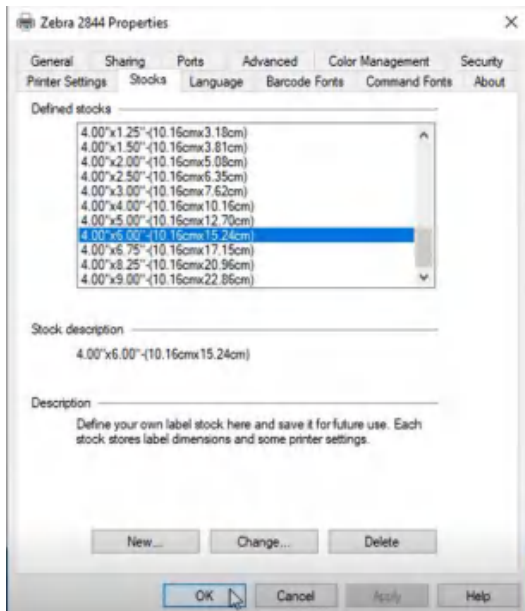 Zebra 2844 Properties
General Sharing Ports Advanced Color Management Security
Printer Settings Stocks Language Barcode Fonts Command Fonts About
Defined stocks
4.00"x1.25"-(10.16cmx3.18cm)
4.00"x1.50"-(10.16cmx3.81cm)
4.00"x2.00"-(10.16cmx5.08cm)
4.00"x2.50"-(10.16cmx6.35cm)
4.00"x3.00"-(10.16cmx7.62cm)
4.00"x4.00"-(10.16cmx10.16cm)
4.00"x5.00"-(10.16cmx12.70cm)
4.00"x6.00"-(10.16cmx15.24cm)
4.00"x6.75"-(10.16cmx17.15cm)
4.00"x8.25"-(10.16cmx20.96cm)
4.00"x9.00"-(10.16cmx22.86cm)
Stock description
4.00"x6.00"-(10.16cmx15.24cm)
Description
Define your own label stock here and save it for future use. Each
stock stores label dimensions and some printer settings.
New... Change... Delete
OK Cancel Apply Help